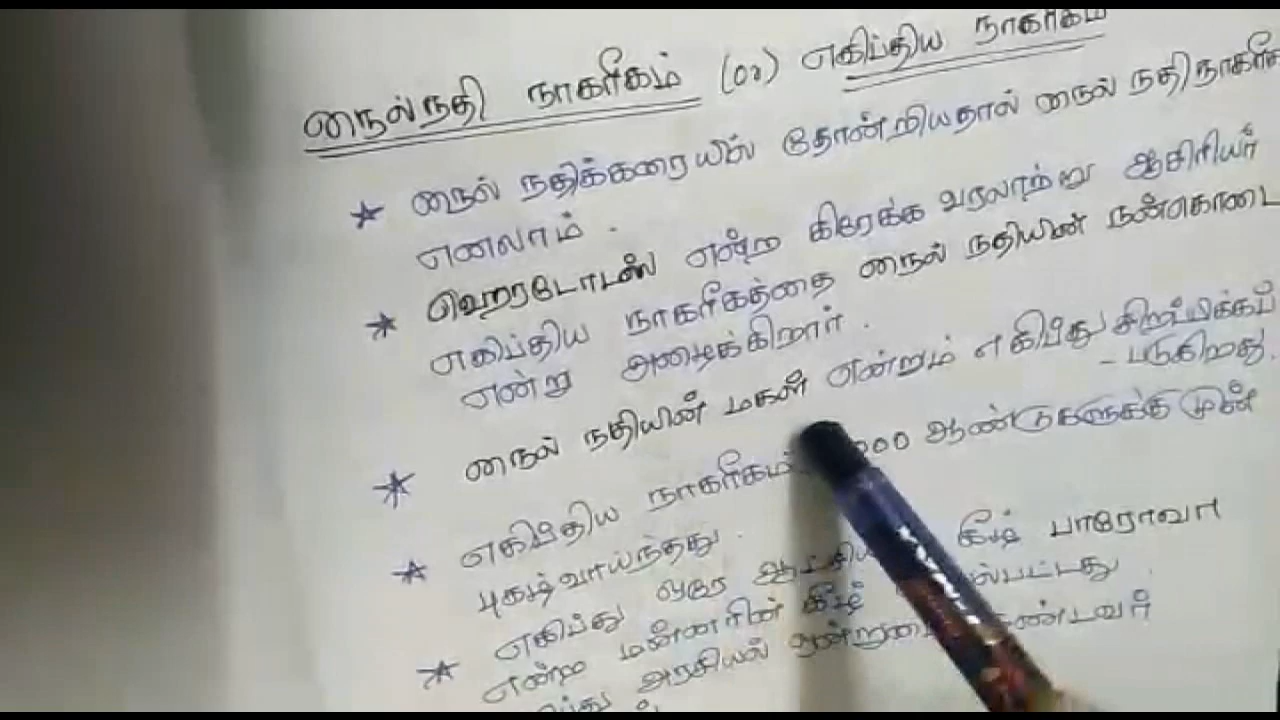 நைல்நதி நாகரீகம் (or) எகிப்திய நாகரீகம்
* நைல் நதிக்கரையில் தோன்றியதால் நைல் நதி நாகரீக
எனலாம்.
* ஹெரடோடஸ் என்ற கிரேக்க வரலாற்று ஆசிரியர்
எகிப்திய நாகரீகத்தை நைல் நதியின் நன்கொடை
என்று அழைக்கிறார்.
* நைல் நதியின் மகள் என்றும் எகிப்து சிறப்பிக்கப்
- படுகிறது.
* எகிப்திய நாகரீகம் 000 ஆண்டுகளுக்கு முன்
புகழ்வாய்ந்தது.
* எகிப்து ஒரே கீழ் பாரோவா
என்ற மன்னரின் கீழ்
அரசியல்